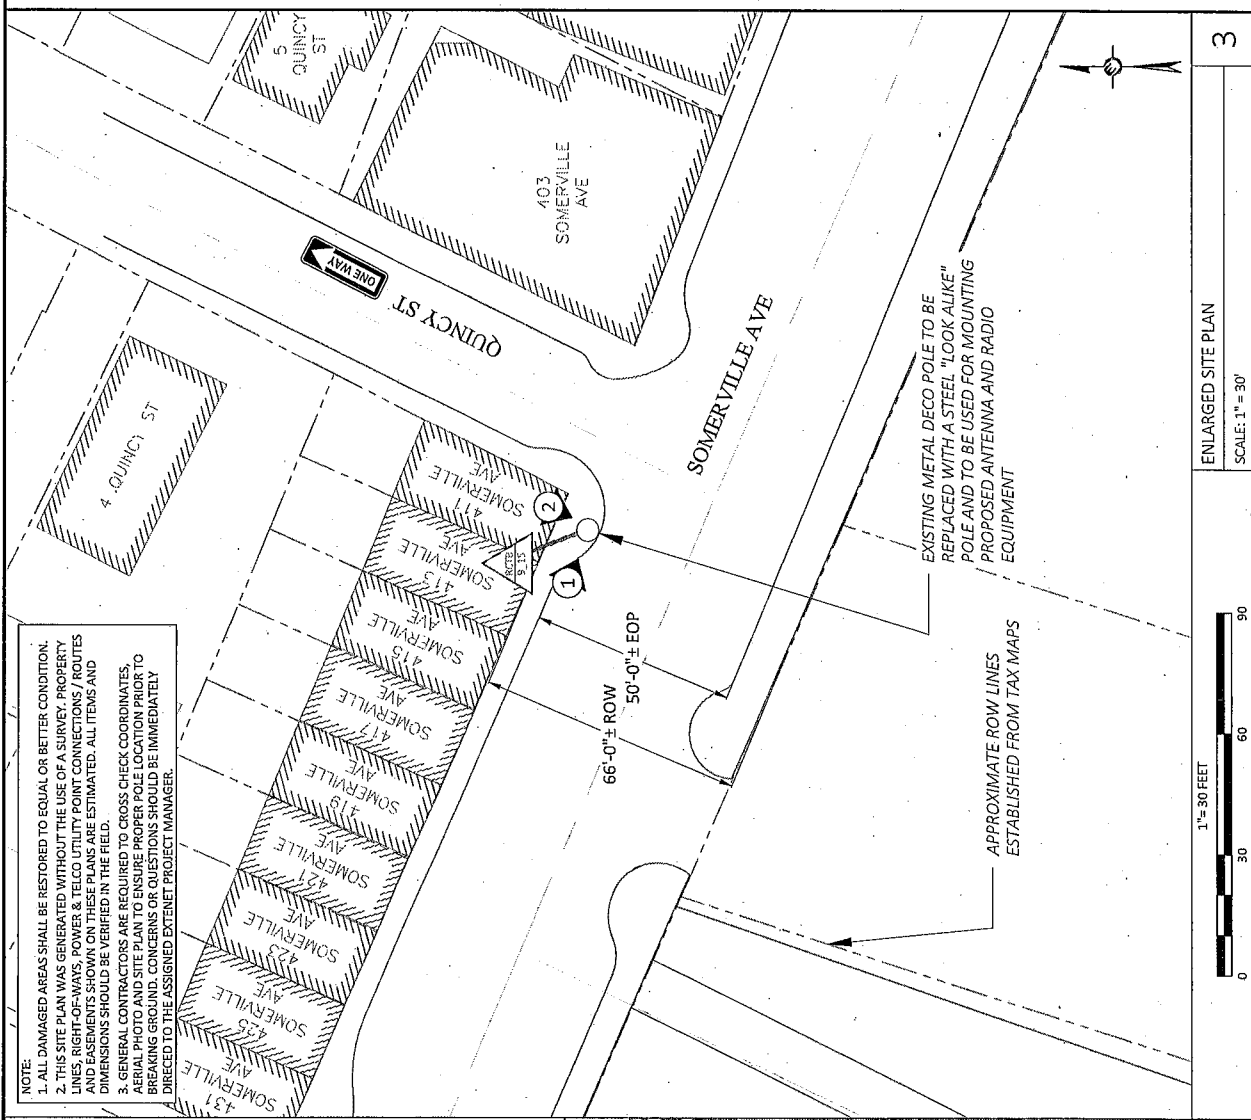 NOTE:
1. ALL DAMAGED AREAS SHALL BE RESTORED TO EQUAL OR BETTER CONDITION.
2. THIS SITE PLAN WAS GENERATED WITHOUT THE USE OF A SURVEY. PROPERTY
LINES, RIGHT-OF-WAYS, POWER & TELCO UTILITY POINT CONNECTIONS / ROUTES
AND EASEMENTS SHOWN ON THESE PLANS ARE ESTIMATED. ALL ITEMS AND
DIMENSIONS SHOULD BE VERIFIED IN THE FIELD.
3. GENERAL CONTRACTORS ARE REQUIRED TO CROSS CHECK COORDINATES,
AERIAL PHOTO AND SITE PLAN TO ENSURE PROPER POLE LOCATION PRIOR TO
BREAKING GROUND. CONCERNS OR QUESTIONS SHOULD BE IMMEDIATELY
DIRECED TO THE ASSIGNED EXTENET PROJECT MANAGER.
4 QUINCY ST
5
QUINCY
ST
ONE WAY
QUINCY ST
403
SOMERVILLE
AVE
431
SOMERVILLE
AVE
425
SOMERVILLE
AVE
423
SOMERVILLE
AVE
421
SOMERVILLE
AVE
419
SOMERVILLE
AVE
417
SOMERVILLE
AVE
415
SOMERVILLE
AVE
413
SOMERVILLE
AVE
411
SOMERVILLE
AVE
1
2
66'-0"± ROW
50'-0"± EOP
SOMERVILLE AVE
EXISTING METAL DECO POLE TO BE
REPLACED WITH A STEEL "LOOK ALIKE"
POLE AND TO BE USED FOR MOUNTING
PROPOSED ANTENNA AND RADIO
EQUIPMENT
APPROXIMATE ROW LINES
ESTABLISHED FROM TAX MAPS
1"=30 FEET
0
30
60
90
ENLARGED SITE PLAN
SCALE: 1" = 30'
3